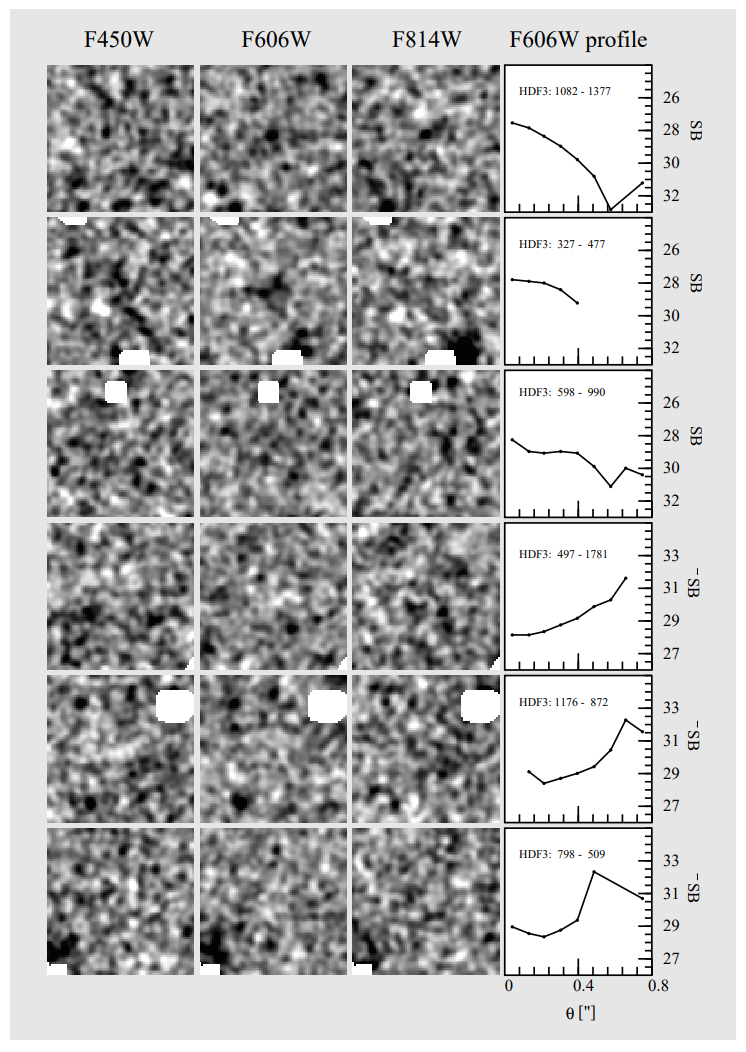 F450W F606W F814W F606W profile
HDF3: 1082 - 1377
26
28
30
32
SB
HDF3: 327 - 477
26
28
30
32
SB
HDF3: 598 - 990
26
28
30
32
SB
HDF3: 497 - 1781
33
31
29
27
-SB
HDF3: 1176 - 872
33
31
29
27
-SB
HDF3: 798 - 509
33
31
29
27
-SB
0 0.4 0.8
θ ["]